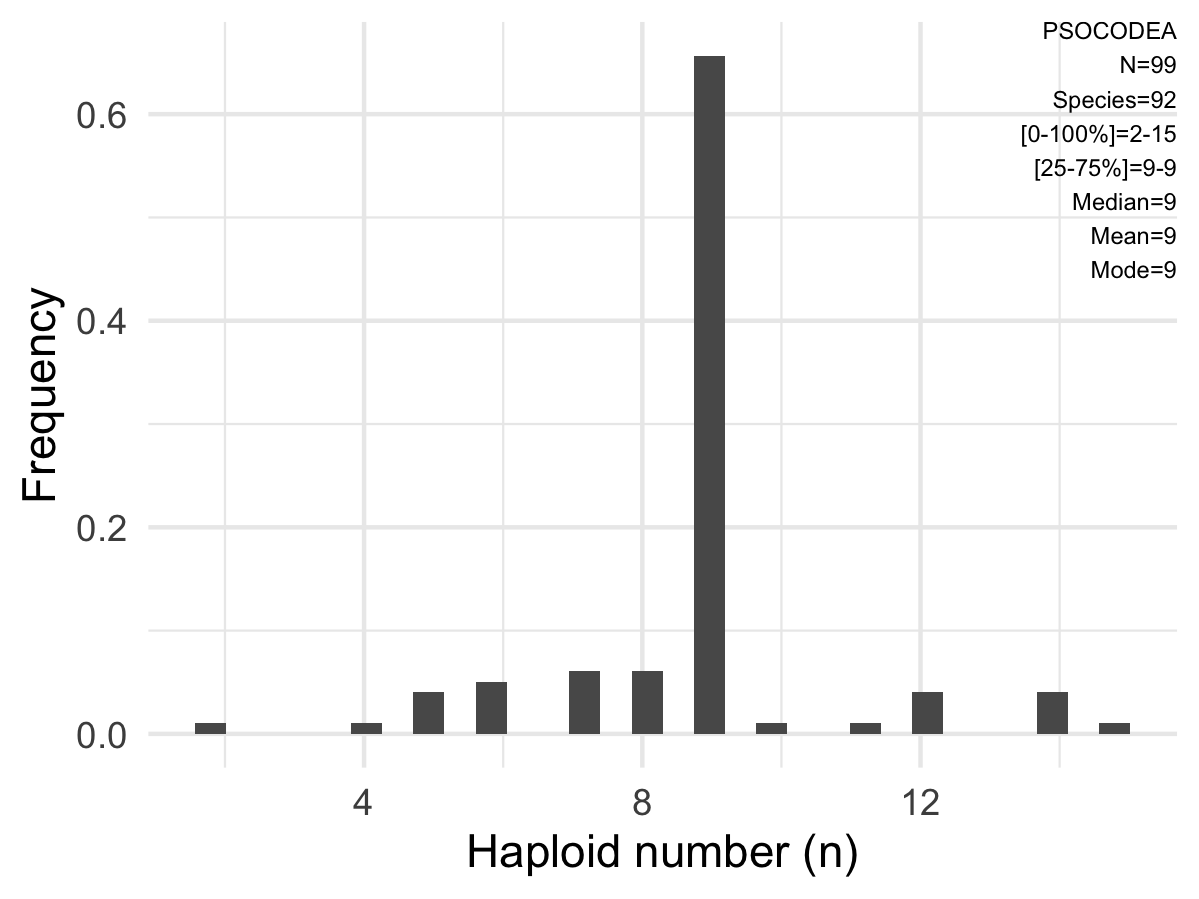 PSOCODEA
N=99
Species=92
[0-100%]=2-15
[25-75%]=9-9
Median=9
Mean=9
Mode=9
Frequency
0.6
0.4
0.2
0.0
4 8 12
Haploid number (n)